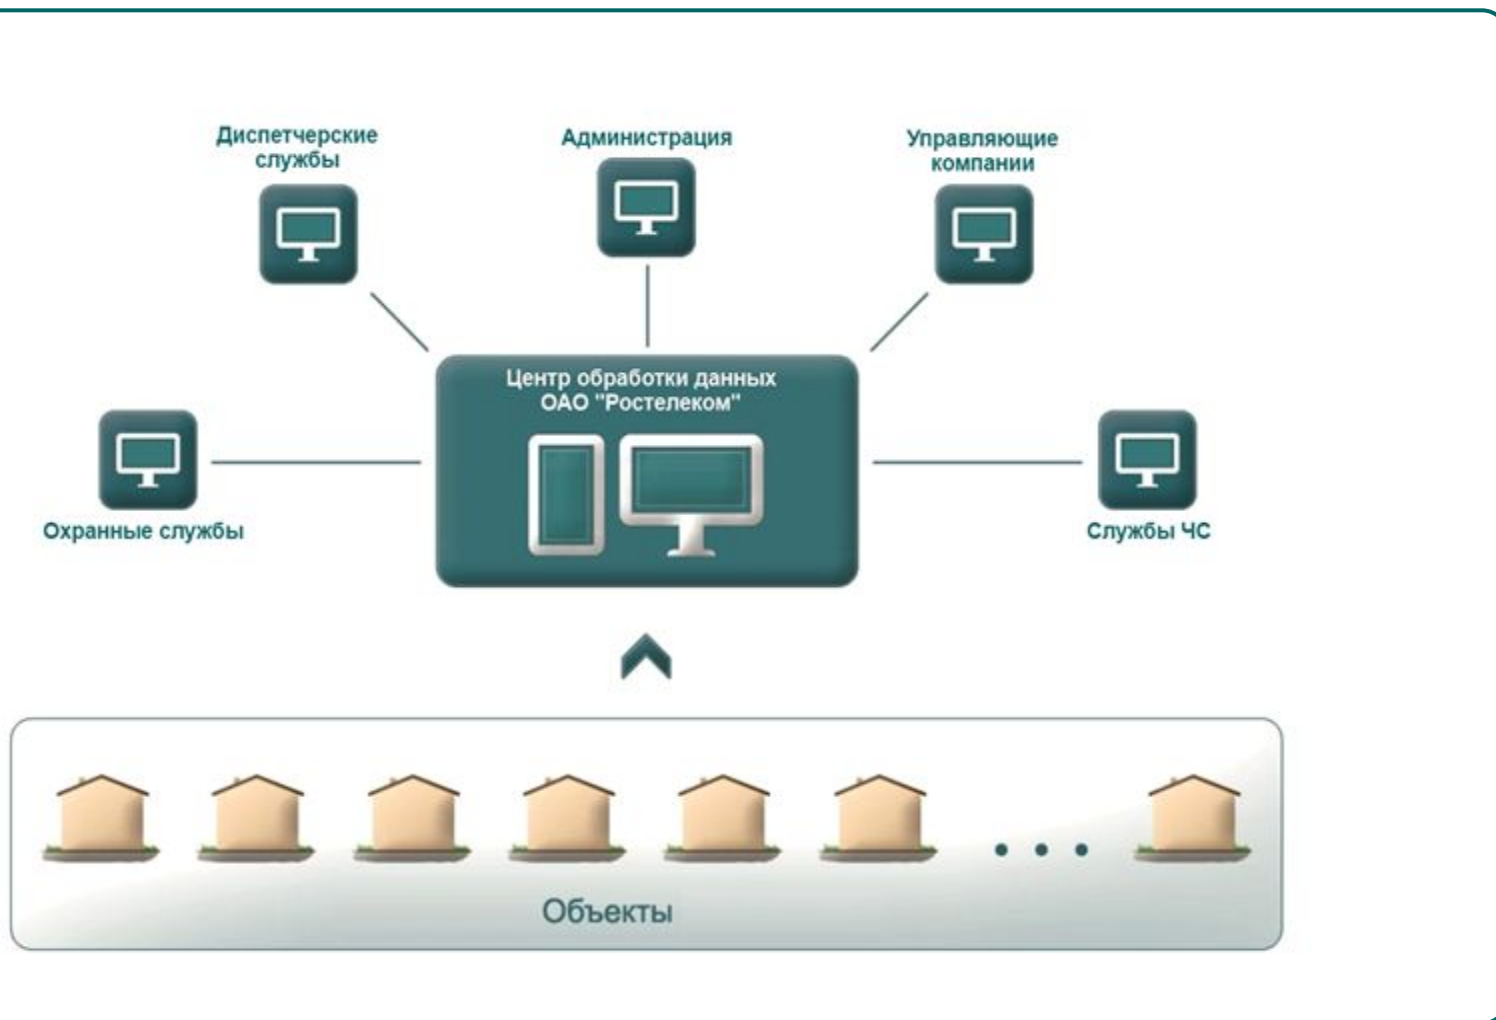 Диспетчерские
службы
Администрация
Управляющие
компании
Центр обработки данных
ОАО "Ростелеком"
Охранные службы
Службы ЧС
Объекты